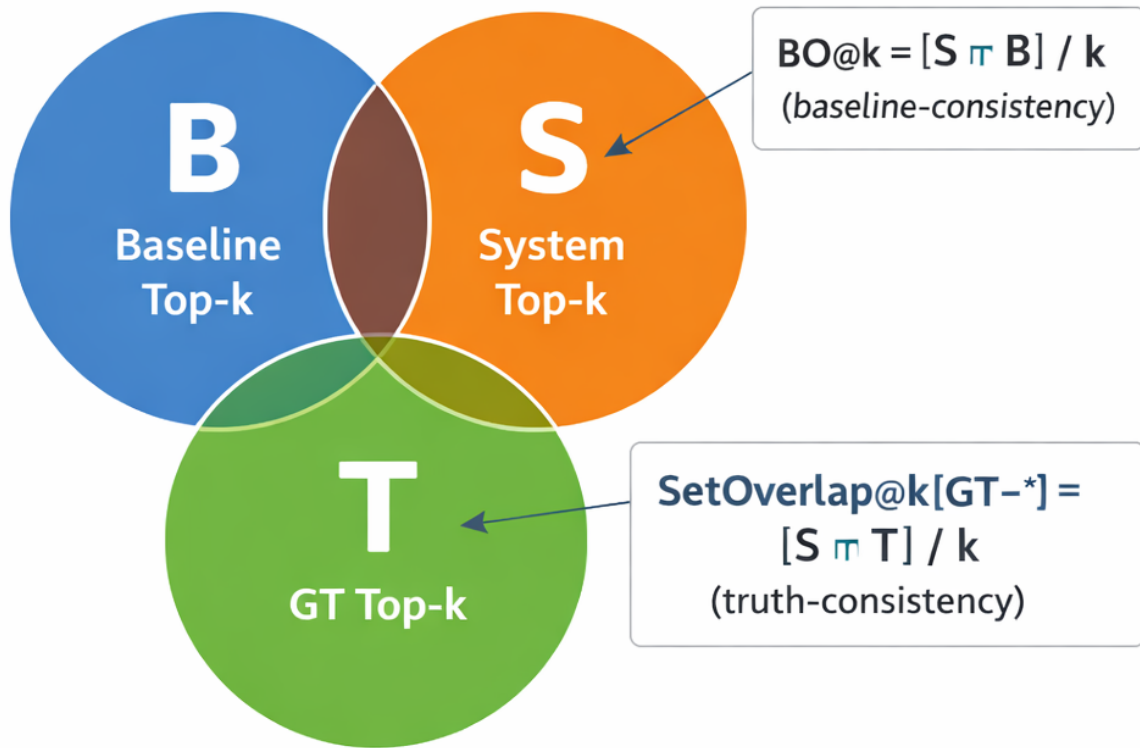 B
Baseline
Top-k
S
System
Top-k
BO@k = [S ╥ B] / k
(baseline-consistency)
T
GT Top-k
SetOverlap@k[GT–*] =
[S ╥ T] / k
(truth-consistency)